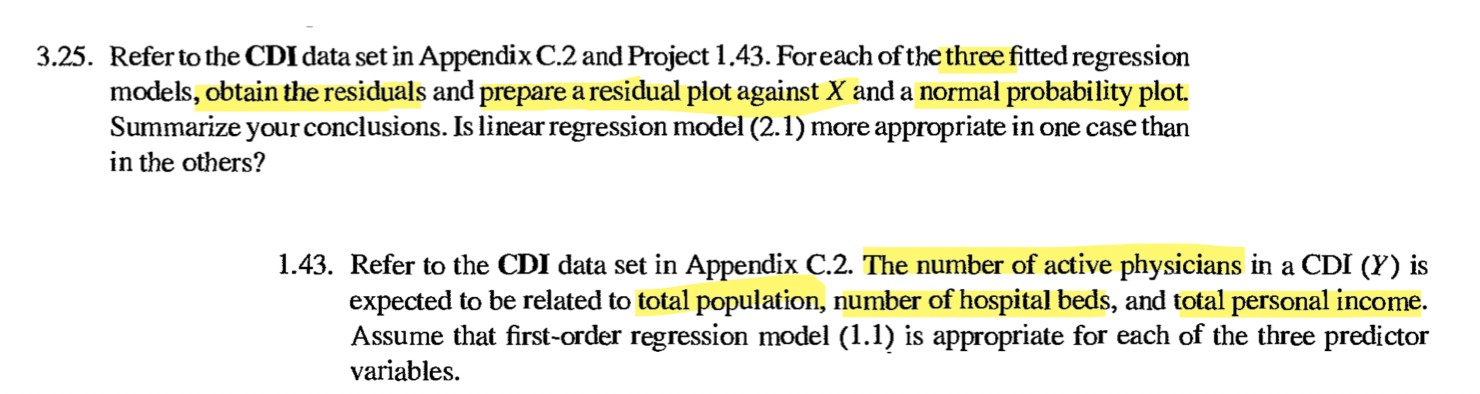 3.25. Refer to the CDI data set in Appendix C.2 and Project 1.43. For each of the three fitted regression
models, obtain the residuals and prepare a residual plot against X and a normal probability plot.
Summarize your conclusions. Is linear regression model (2.1) more appropriate in one case than
in the others?
1.43. Refer to the CDI data set in Appendix C.2. The number of active physicians in a CDI (Y) is
expected to be related to total population, number of hospital beds, and total personal income.
Assume that first-order regression model (1.1) is appropriate for each of the three predictor
variables.